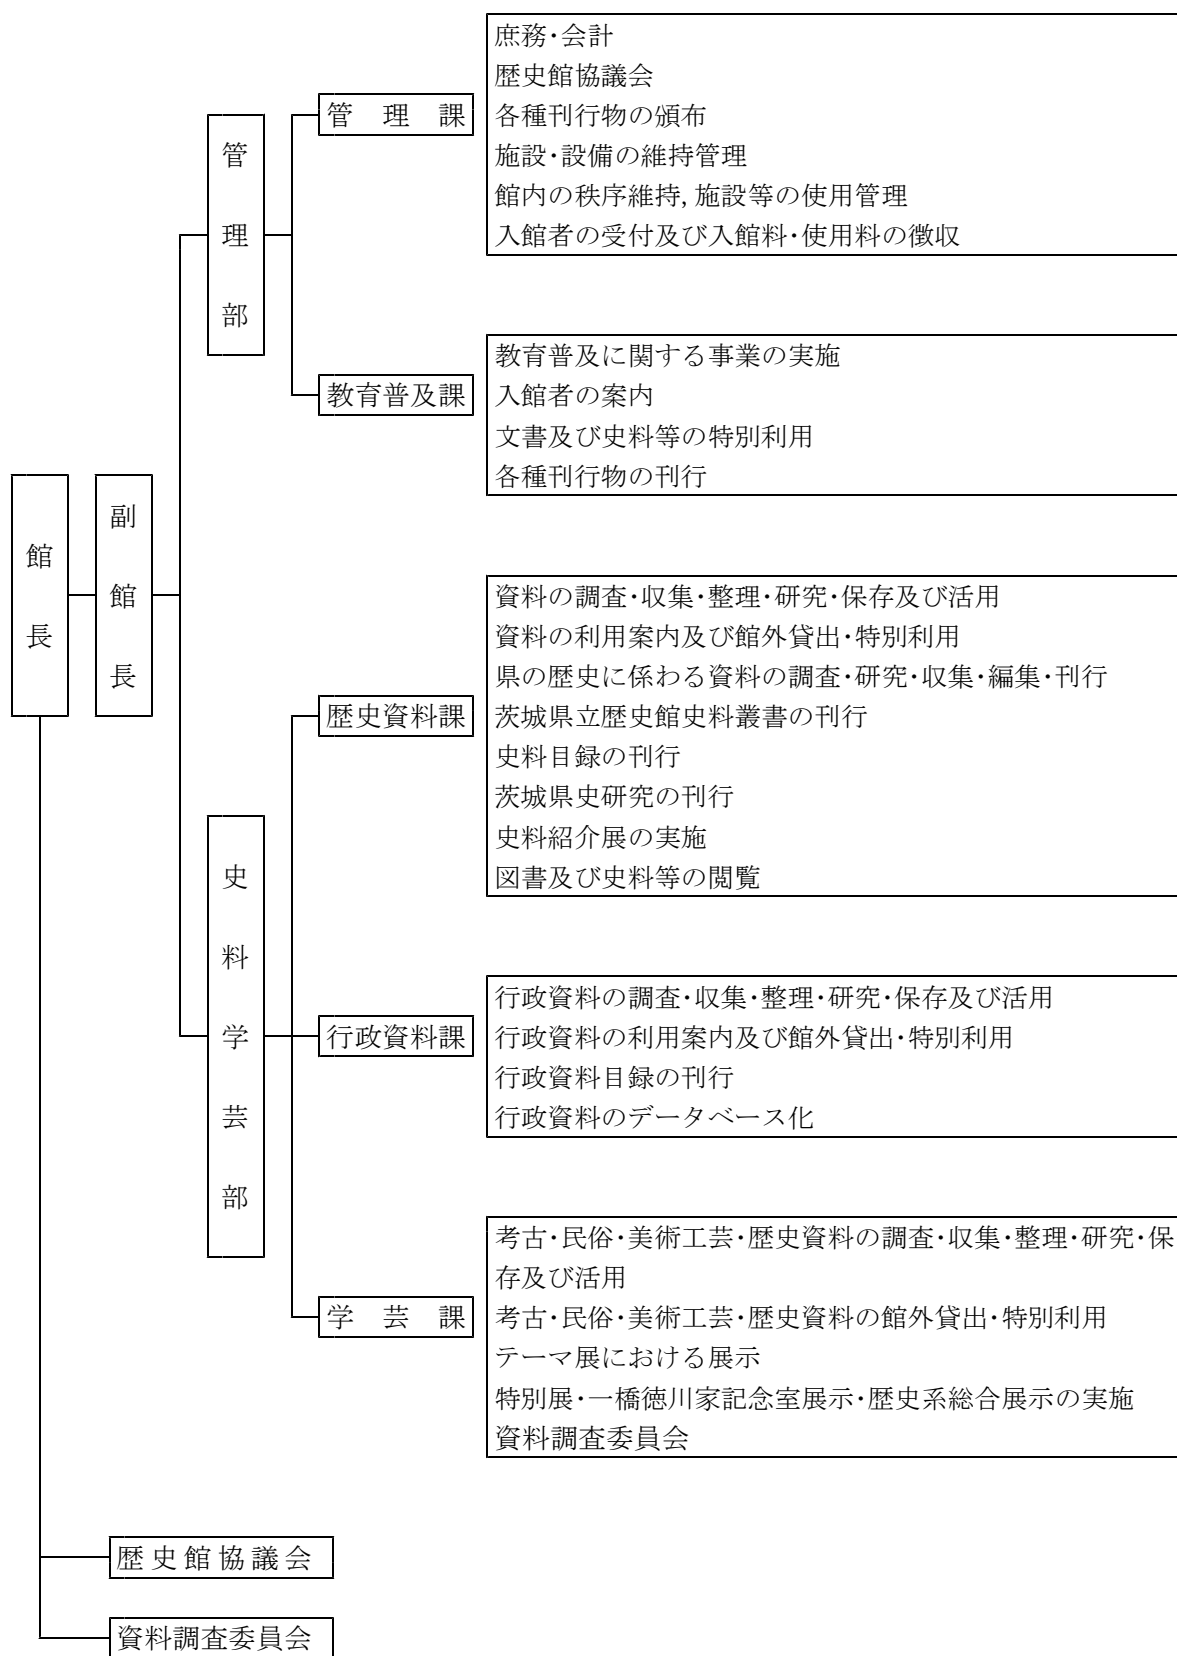 館長
副館長
管理部
管理課
庶務・会計
歴史館協議会
各種刊行物の頒布
施設・設備の維持管理
館内の秩序維持,施設等の使用管理
入館者の受付及び入館料・使用料の徴収
教育普及課
教育普及に関する事業の実施
入館者の案内
文書及び史料等の特別利用
各種刊行物の刊行
史料学芸部
歴史資料課
資料の調査・収集・整理・研究・保存及び活用
資料の利用案内及び館外貸出・特別利用
県の歴史に係わる資料の調査・研究・収集・編集・刊行
茨城県立歴史館史料叢書の刊行
史料目録の刊行
茨城県史研究の刊行
史料紹介展の実施
図書及び史料等の閲覧
行政資料課
行政資料の調査・収集・整理・研究・保存及び活用
行政資料の利用案内及び館外貸出・特別利用
行政資料目録の刊行
行政資料のデータベース化
学芸課
考古・民俗・美術工芸・歴史資料の調査・収集・整理・研究・保
存及び活用
考古・民俗・美術工芸・歴史資料の館外貸出・特別利用
テーマ展における展示
特別展・一橋徳川家記念室展示・歴史系総合展示の実施
資料調査委員会
歴史館協議会
資料調査委員会